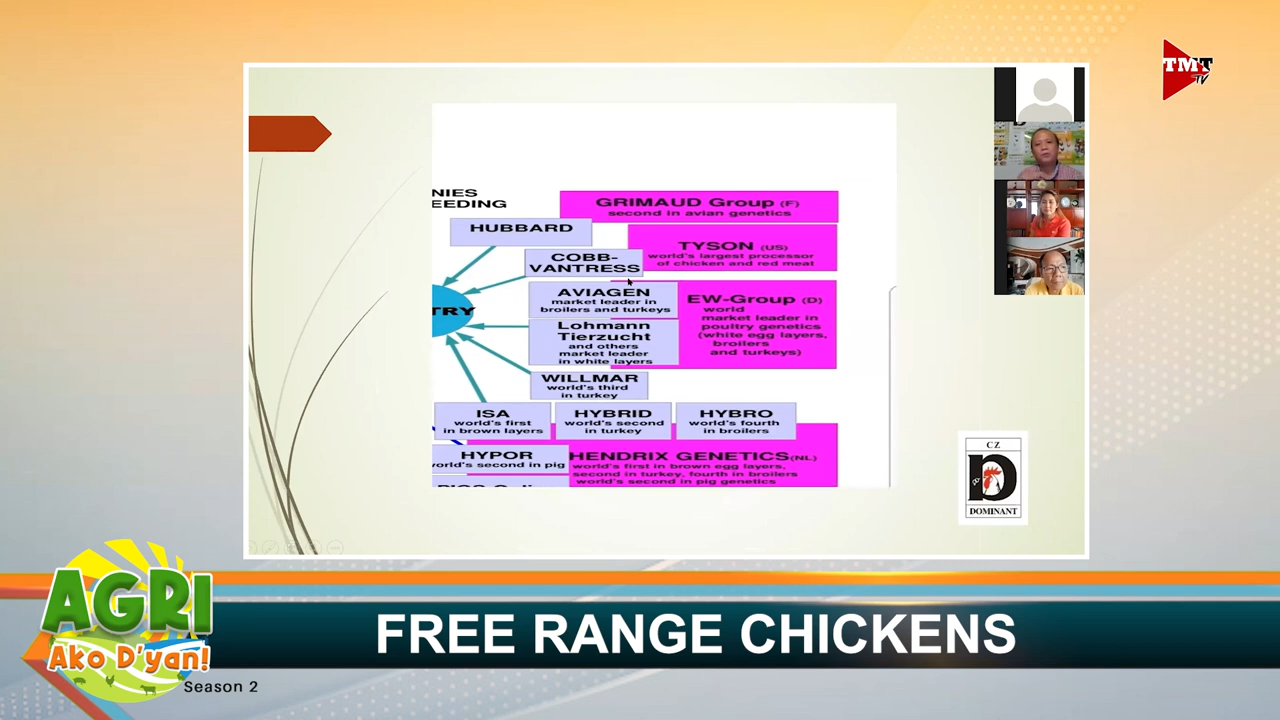 TMT
TV
NIES
EEDING
GRIMAUD Group (F)
second in avian genetics
HUBBARD
TYSON (US)
world's largest processor
of chicken and red meat
COBB-
VANTRESS
AVIAGEN
market leader in
broilers and turkeys
EW-Group (D)
world
market leader in
poultry genetics
(white egg layers,
broilers
and turkeys)
TRY
Lohmann
Tierzucht
and others
market leader
in white layers
WILLMAR
world's third
in turkey
ISA
world's first
in brown layers
HYBRID
world's second
in turkey
HYBRO
world's fourth
in broilers
HYPOR
world's second in pig
HENDRIX GENETICS(NL)
world's first in brown egg layers,
second in turkey, fourth in broilers
world's second in pig genetics
CZ
D
DOMINANT
AGRI
Ako D'yan!
Season 2
FREE RANGE CHICKENS